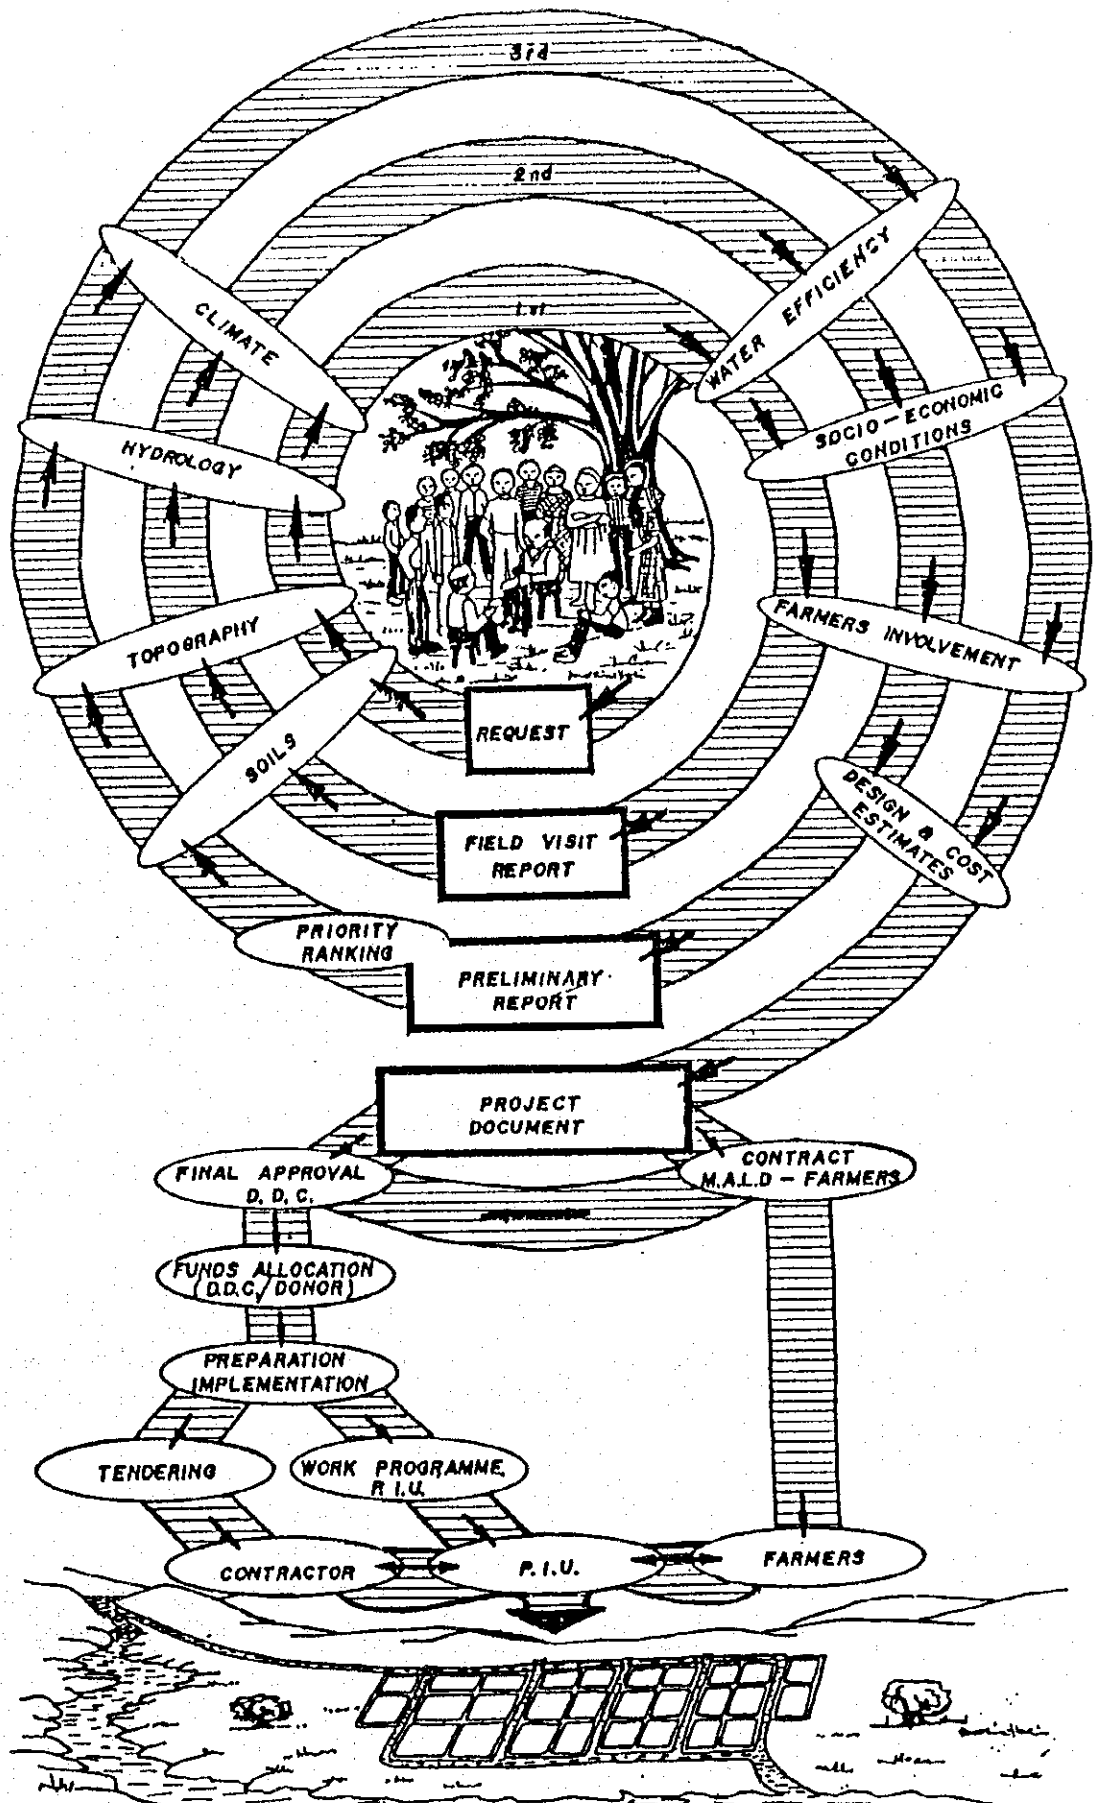 3rd
2nd
1st
CLIMATE
WATER EFFICIENCY
HYDROLOGY
SOCIO-ECONOMIC
CONDITIONS
TOPOGRAPHY
FARMERS INVOLVEMENT
SOILS
REQUEST
DESIGN & COST
ESTIMATES
FIELD VISIT
REPORT
PRIORITY
RANKING
PRELIMINARY
REPORT
PROJECT
DOCUMENT
FINAL APPROVAL
D. D. C.
CONTRACT
M.A.L.D - FARMERS
FUNDS ALLOCATION
(D.D.C./DONOR)
PREPARATION
IMPLEMENTATION
TENDERING
WORK PROGRAMME
P.I.U.
CONTRACTOR
P.I.U.
FARMERS